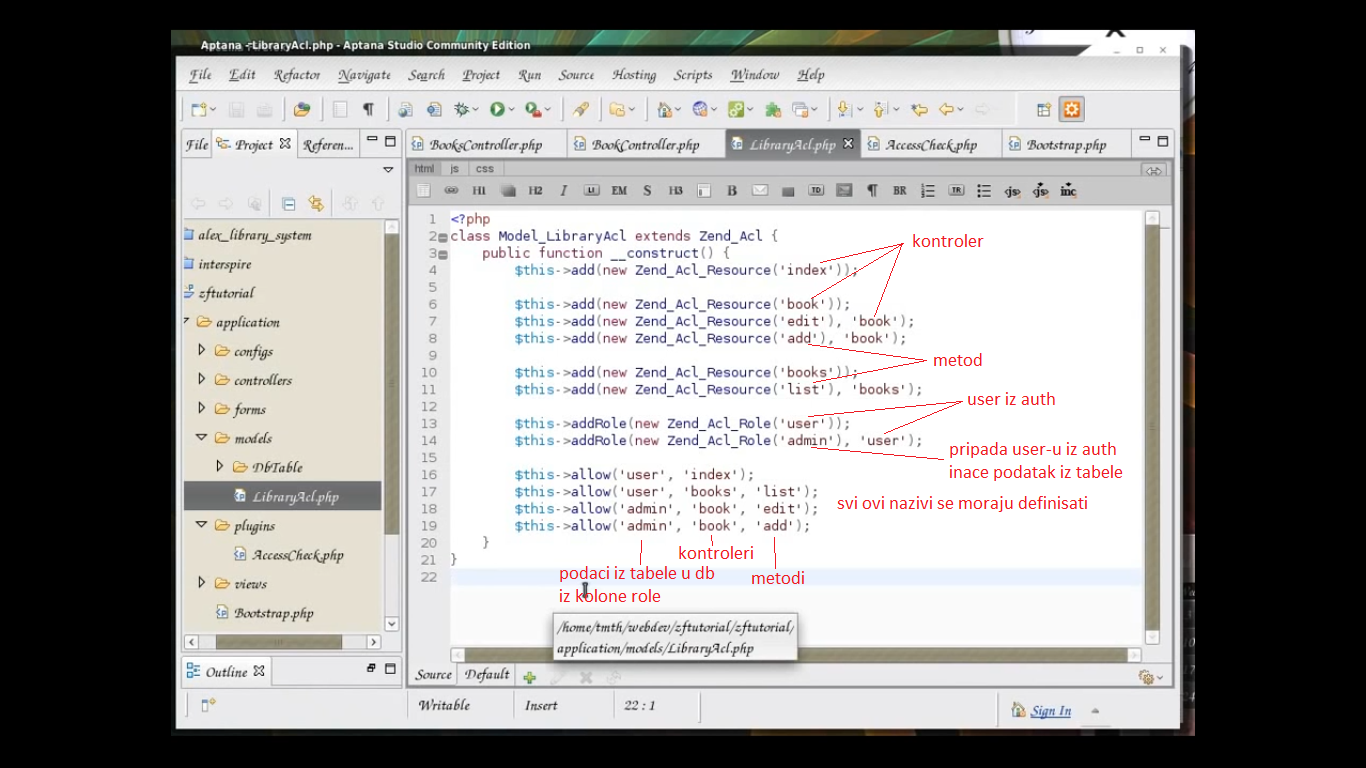 Aptana - LibraryAcl.php - Aptana Studio Community Edition
File Edit Refactor Navigate Search Project Run Source Hosting Scripts Window Help
File Project Referen... BooksController.php BookController.php LibraryAcl.php AccessCheck.php Bootstrap.php
html js css
H1 H2 I LI EM S H3 B TD ¶ BR TR js js inc
alex_library_system
interspire
zftutorial
application
configs
controllers
forms
models
DbTable
LibraryAcl.php
plugins
AccessCheck.php
views
Bootstrap.php
Outline
1 <?php
2 class Model_LibraryAcl extends Zend_Acl {
3 public function __construct() {
4 $this->add(new Zend_Acl_Resource('index'));
5
6 $this->add(new Zend_Acl_Resource('book'));
7 $this->add(new Zend_Acl_Resource('edit'), 'book');
8 $this->add(new Zend_Acl_Resource('add'), 'book');
9
10 $this->add(new Zend_Acl_Resource('books'));
11 $this->add(new Zend_Acl_Resource('list'), 'books');
12
13 $this->addRole(new Zend_Acl_Role('user'));
14 $this->addRole(new Zend_Acl_Role('admin'), 'user');
15
16 $this->allow('user', 'index');
17 $this->allow('user', 'books', 'list');
18 $this->allow('admin', 'book', 'edit');
19 $this->allow('admin', 'book', 'add');
20 }
21 }
22
kontroler
metod
user iz auth
pripada user-u iz auth
inace podatak iz tabele
svi ovi nazivi se moraju definisati
kontroleri
podaci iz tabele u db
iz kolone role
metodi
/home/tmth/webdev/zftutorial/zftutorial/
application/models/LibraryAcl.php
Source Default
Writable Insert 22 : 1
Sign In